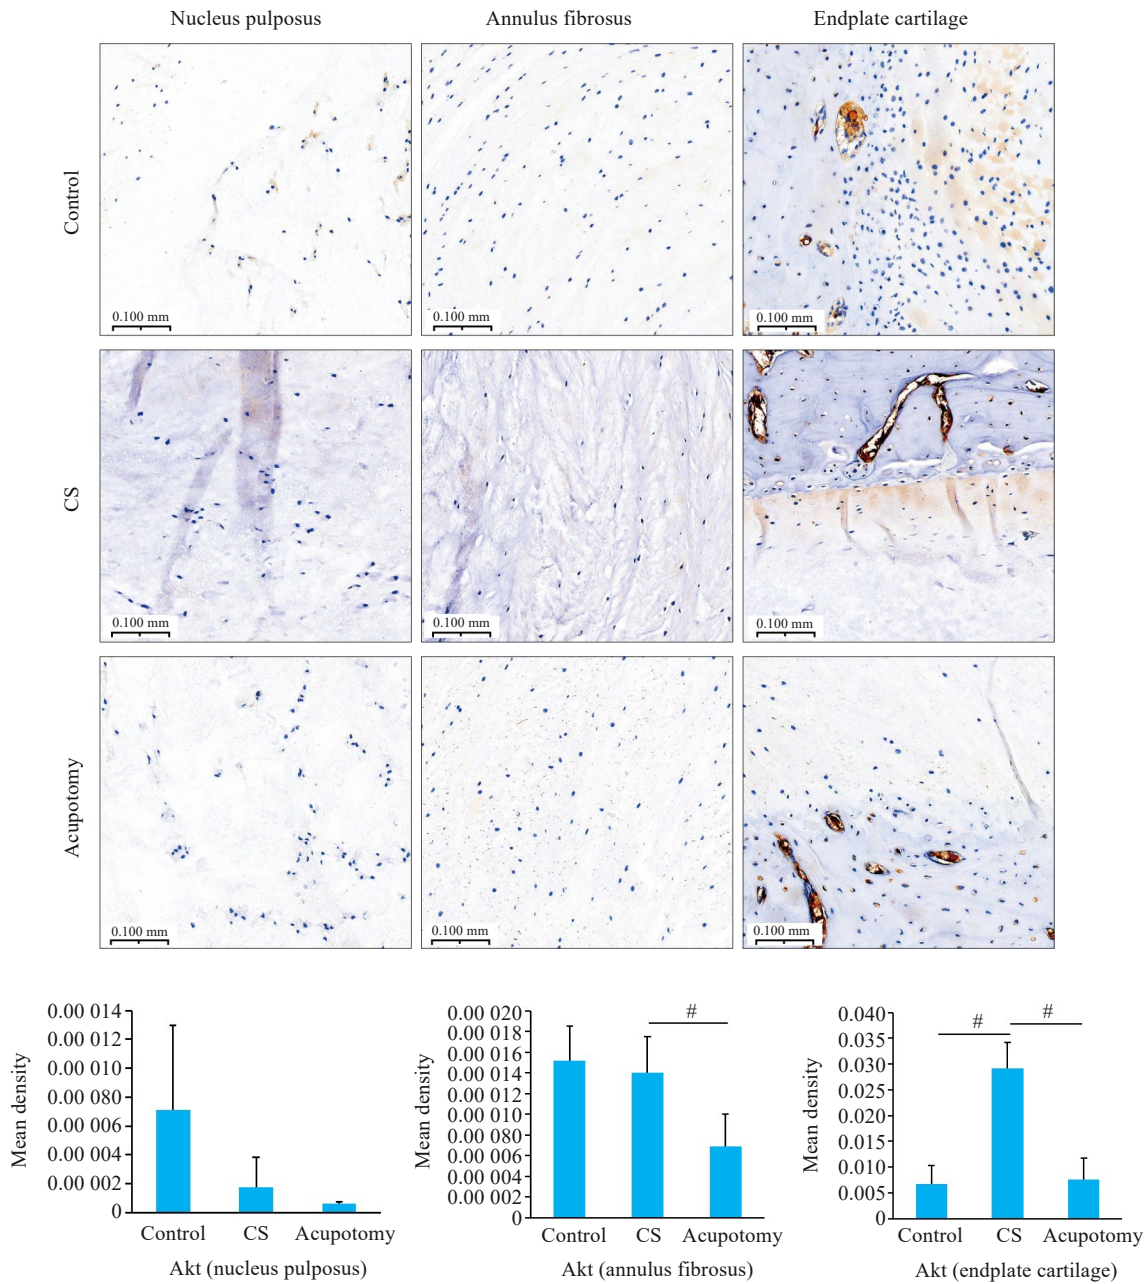 Nucleus pulposus
Annulus fibrosus
Endplate cartilage
Control
0.100 mm
0.100 mm
0.100 mm
CS
0.100 mm
0.100 mm
0.100 mm
Acupotomy
0.100 mm
0.100 mm
0.100 mm
Mean density
0.00 014
0.00 012
0.00 010
0.00 080
0.00 006
0.00 004
0.00 002
0
Control
CS
Acupotomy
Akt (nucleus pulposus)
Mean density
0.00 020
0.00 018
0.00 016
0.00 014
0.00 012
0.00 010
0.00 080
0.00 006
0.00 004
0.00 002
0
#
Control
CS
Acupotomy
Akt (annulus fibrosus)
Mean density
0.040
0.035
0.030
0.025
0.020
0.015
0.010
0.005
0
#
#
Control
CS
Acupotomy
Akt (endplate cartilage)